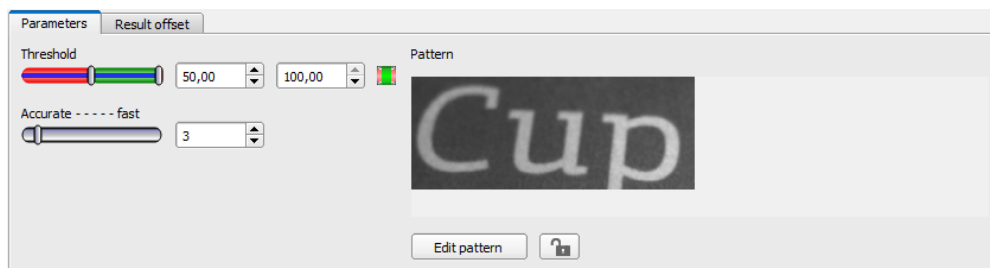 Parameters Result offset
Threshold Pattern
50,00 100,00
Cup
Accurate - - - - - fast
3
Edit pattern